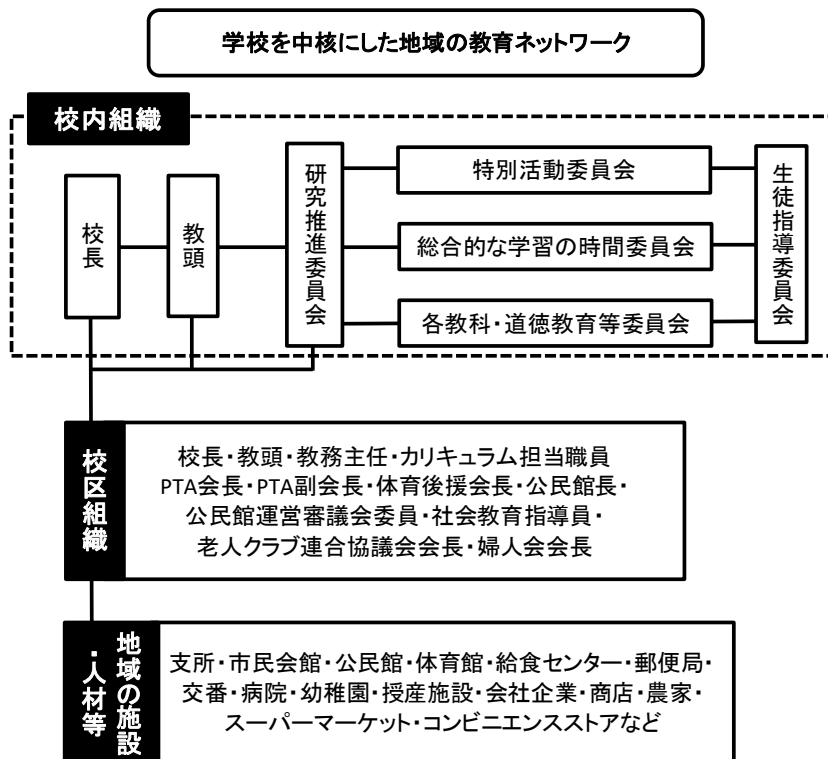 学校を中核にした地域の教育ネットワーク
校内組織
校長
教頭
研究推進委員会
特別活動委員会
総合的な学習の時間委員会
各教科・道徳教育等委員会
生徒指導委員会
校区組織
校長・教頭・教務主任・カリキュラム担当職員
PTA会長・PTA副会長・体育後援会長・公民館長・
公民館運営審議会委員・社会教育指導員・
老人クラブ連合協議会会長・婦人会会長
地域の施設
・人材等
支所・市民会館・公民館・体育館・給食センター・郵便局・
交番・病院・幼稚園・授産施設・会社企業・商店・農家・
スーパーマーケット・コンビニエンスストアなど